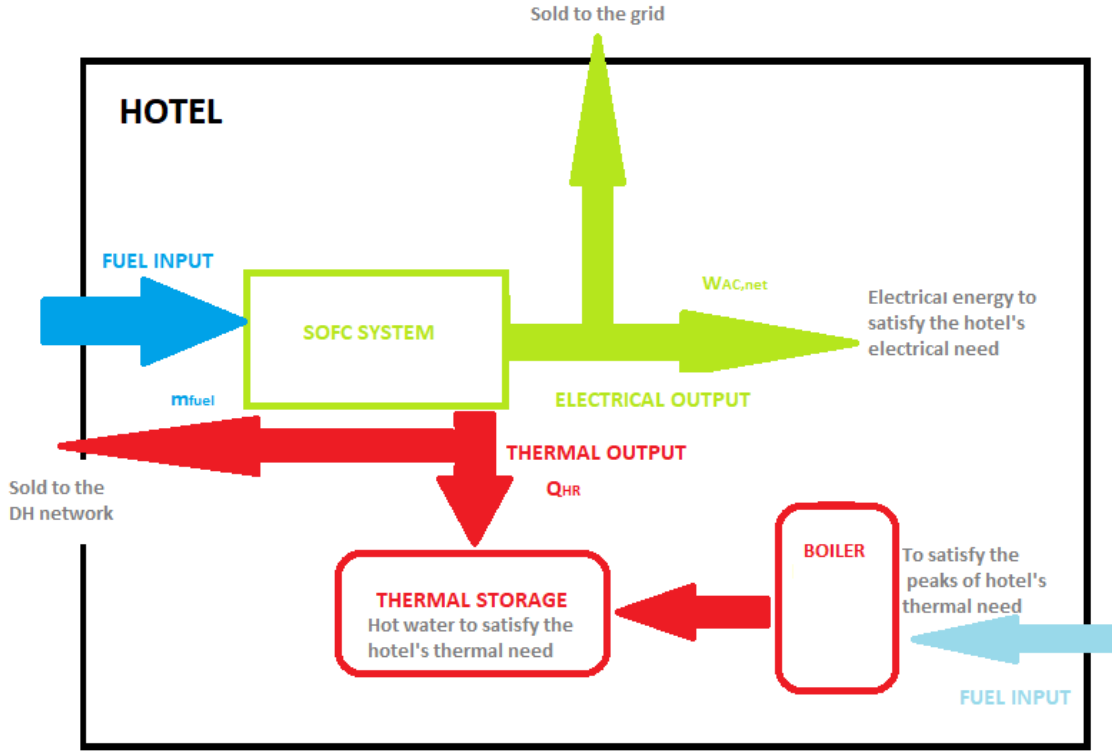 Sold to the grid
HOTEL
FUEL INPUT
WAC,net
Electrical energy to
satisfy the hotel's
electrical need
SOFC SYSTEM
mfuel
ELECTRICAL OUTPUT
THERMAL OUTPUT
QHR
Sold to the
DH network
BOILER
To satisfy the
peaks of hotel's
thermal need
THERMAL STORAGE
Hot water to satisfy the
hotel's thermal need
FUEL INPUT